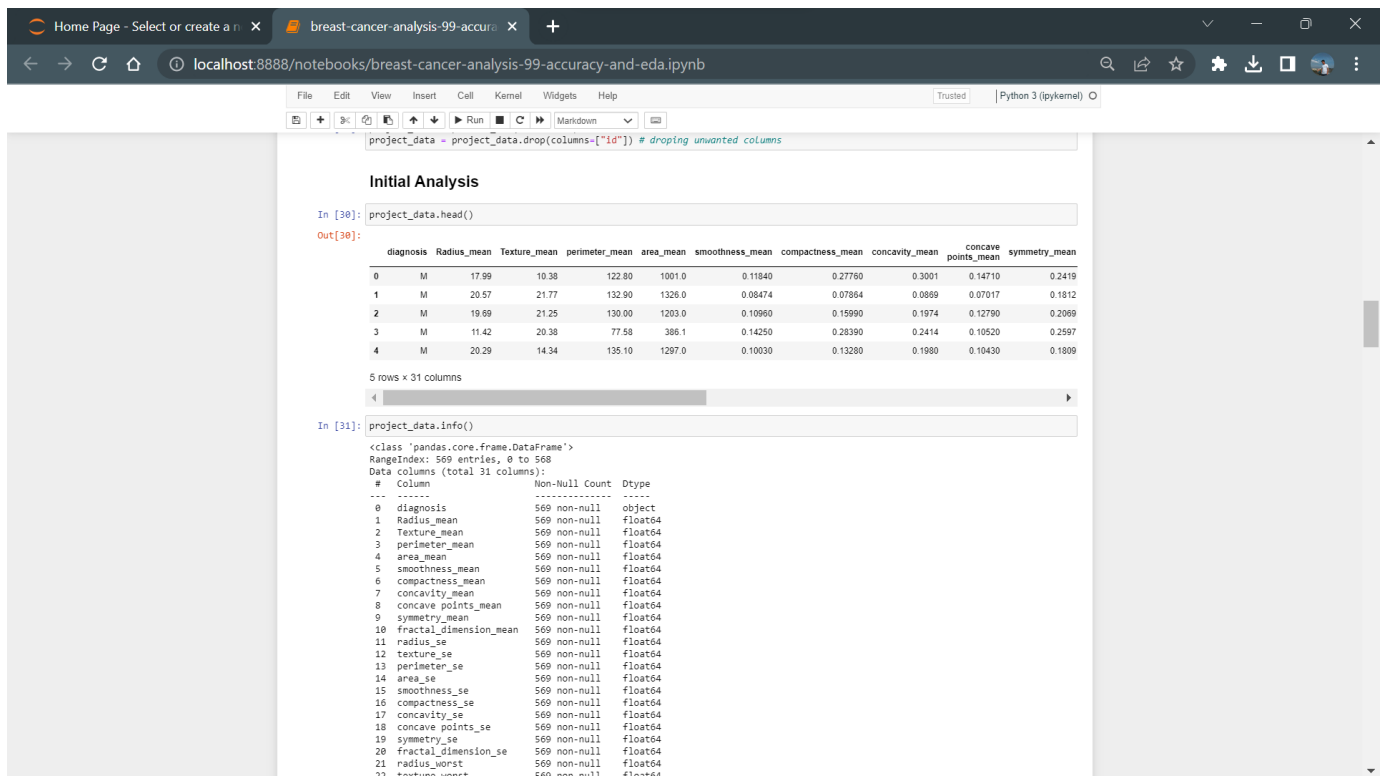 Home Page - Select or create a n
breast-cancer-analysis-99-accura
localhost:8888/notebooks/breast-cancer-analysis-99-accuracy-and-eda.ipynb
File Edit View Insert Cell Kernel Widgets Help Trusted Python 3 (ipykernel)
Run Markdown
project_data = project_data.drop(columns=["id"]) # droping unwanted columns
Initial Analysis
In [30]: project_data.head()
Out[30]:
diagnosis Radius_mean Texture_mean perimeter_mean area_mean smoothness_mean compactness_mean concavity_mean concave points_mean symmetry_mean
0 M 17.99 10.38 122.80 1001.0 0.11840 0.27760 0.3001 0.14710 0.2419
1 M 20.57 21.77 132.90 1326.0 0.08474 0.07864 0.0869 0.07017 0.1812
2 M 19.69 21.25 130.00 1203.0 0.10960 0.15990 0.1974 0.12790 0.2069
3 M 11.42 20.38 77.58 386.1 0.14250 0.28390 0.2414 0.10520 0.2597
4 M 20.29 14.34 135.10 1297.0 0.10030 0.13280 0.1980 0.10430 0.1809
5 rows × 31 columns
In [31]: project_data.info()
<class 'pandas.core.frame.DataFrame'>
RangeIndex: 569 entries, 0 to 568
Data columns (total 31 columns):
# Column Non-Null Count Dtype
--- ------ -------------- -----
0 diagnosis 569 non-null object
1 Radius_mean 569 non-null float64
2 Texture_mean 569 non-null float64
3 perimeter_mean 569 non-null float64
4 area_mean 569 non-null float64
5 smoothness_mean 569 non-null float64
6 compactness_mean 569 non-null float64
7 concavity_mean 569 non-null float64
8 concave points_mean 569 non-null float64
9 symmetry_mean 569 non-null float64
10 fractal_dimension_mean 569 non-null float64
11 radius_se 569 non-null float64
12 texture_se 569 non-null float64
13 perimeter_se 569 non-null float64
14 area_se 569 non-null float64
15 smoothness_se 569 non-null float64
16 compactness_se 569 non-null float64
17 concavity_se 569 non-null float64
18 concave points_se 569 non-null float64
19 symmetry_se 569 non-null float64
20 fractal_dimension_se 569 non-null float64
21 radius_worst 569 non-null float64
22 texture_worst 569 non-null float64